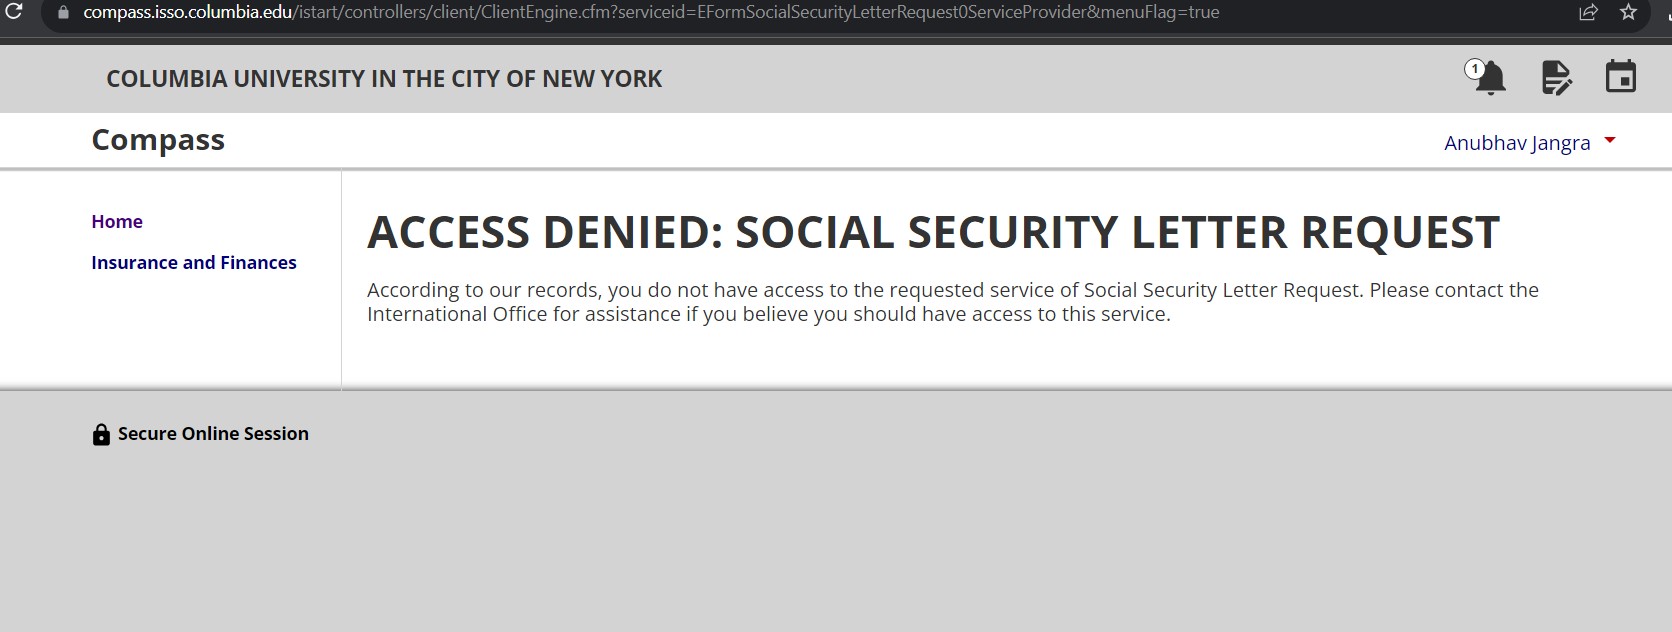 compass.isso.columbia.edu/istart/controllers/client/ClientEngine.cfm?serviceid=EFormSocialSecurityLetterRequest0ServiceProvider&menuFlag=true
COLUMBIA UNIVERSITY IN THE CITY OF NEW YORK
1
Compass
Anubhav Jangra
Home
Insurance and Finances
ACCESS DENIED: SOCIAL SECURITY LETTER REQUEST
According to our records, you do not have access to the requested service of Social Security Letter Request. Please contact the
International Office for assistance if you believe you should have access to this service.
Secure Online Session